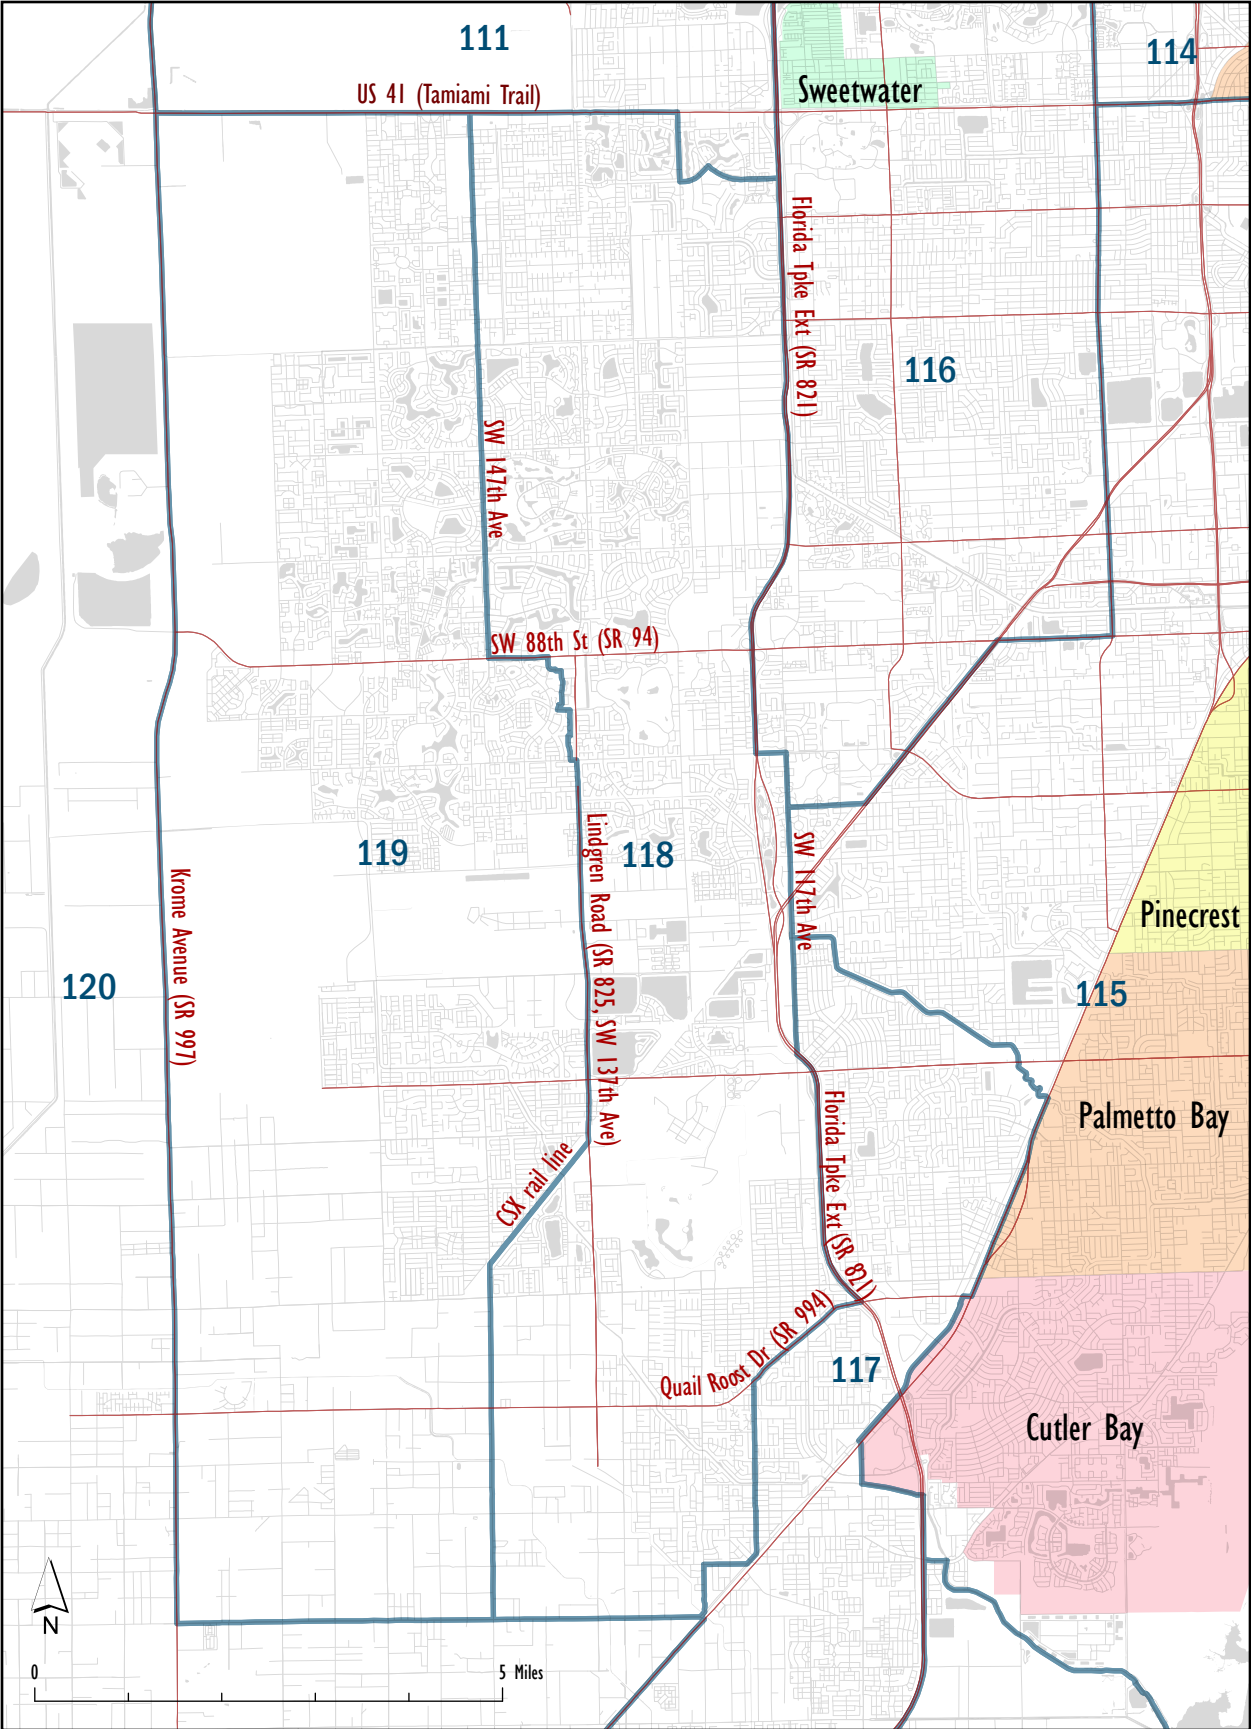 111
114
US 41 (Tamiami Trail)
Sweetwater
Florida Tpke Ext (SR 821)
116
SW 147th Ave
SW 88th St (SR 94)
Lindgren Road (SR 825, SW 137th Ave)
119
118
SW 117th Ave
Krome Avenue (SR 997)
Pinecrest
120
115
Palmetto Bay
Florida Tpke Ext (SR 821)
CSX rail line
Quail Roost Dr (SR 994)
117
Cutler Bay
N
0
5 Miles